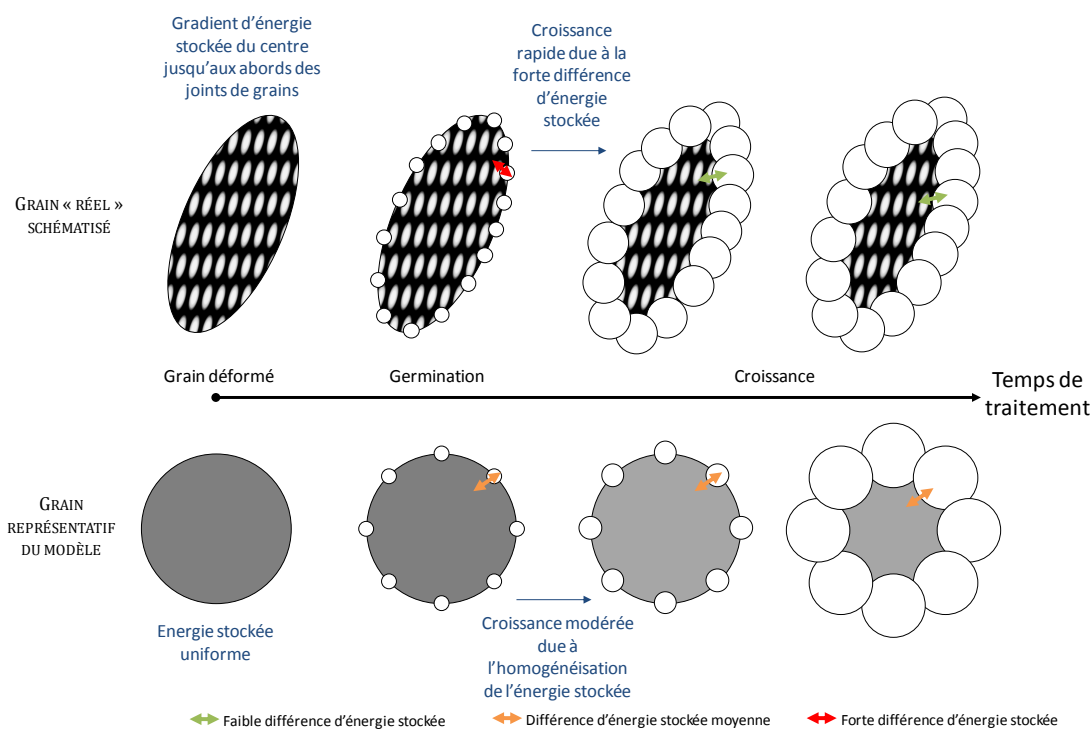 Gradient d'énergie
stockée du centre
jusqu'aux abords des
joints de grains
Croissance
rapide due à la
forte différence
d'énergie
stockée
GRAIN « RÉEL »
SCHÉMATISÉ
Grain déformé
Germination
Croissance
Temps de
traitement
GRAIN
REPRÉSENTATIF
DU MODÈLE
Energie stockée
uniforme
Croissance modérée
due à
l'homogénéisation
de l'énergie stockée
Faible différence d'énergie stockée
Différence d'énergie stockée moyenne
Forte différence d'énergie stockée